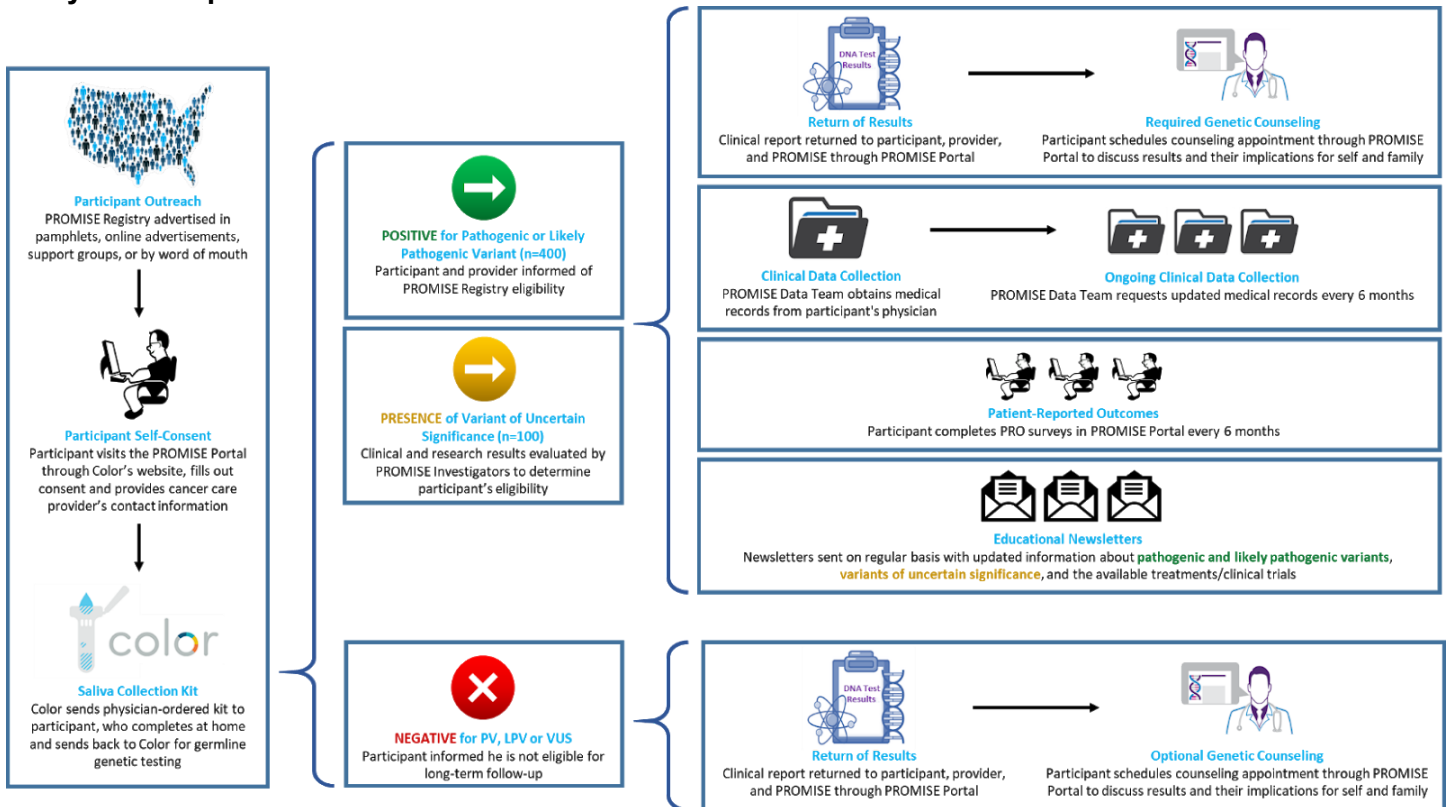 Participant Outreach
PROMISE Registry advertised in
pamphlets, online advertisements,
support groups, or by word of mouth
Participant Self-Consent
Participant visits the PROMISE Portal
through Color's website, fills out
consent and provides cancer care
provider's contact information
color
Saliva Collection Kit
Color sends physician-ordered kit to
participant, who completes at home
and sends back to Color for germline
genetic testing
POSITIVE for Pathogenic or Likely
Pathogenic Variant (n=400)
Participant and provider informed of
PROMISE Registry eligibility
PRESENCE of Variant of Uncertain
Significance (n=100)
Clinical and research results evaluated by
PROMISE Investigators to determine
participant's eligibility
NEGATIVE for PV, LPV or VUS
Participant informed he is not eligible for
long-term follow-up
DNA Test
Results
Return of Results
Clinical report returned to participant, provider,
and PROMISE through PROMISE Portal
Required Genetic Counseling
Participant schedules counseling appointment through PROMISE
Portal to discuss results and their implications for self and family
Clinical Data Collection
PROMISE Data Team obtains medical
records from participant's physician
Ongoing Clinical Data Collection
PROMISE Data Team requests updated medical records every 6 months
Patient-Reported Outcomes
Participant completes PRO surveys in PROMISE Portal every 6 months
Educational Newsletters
Newsletters sent on regular basis with updated information about pathogenic and likely pathogenic variants,
variants of uncertain significance, and the available treatments/clinical trials
DNA Test
Results
Return of Results
Clinical report returned to participant, provider,
and PROMISE through PROMISE Portal
Optional Genetic Counseling
Participant schedules counseling appointment through PROMISE
Portal to discuss results and their implications for self and family